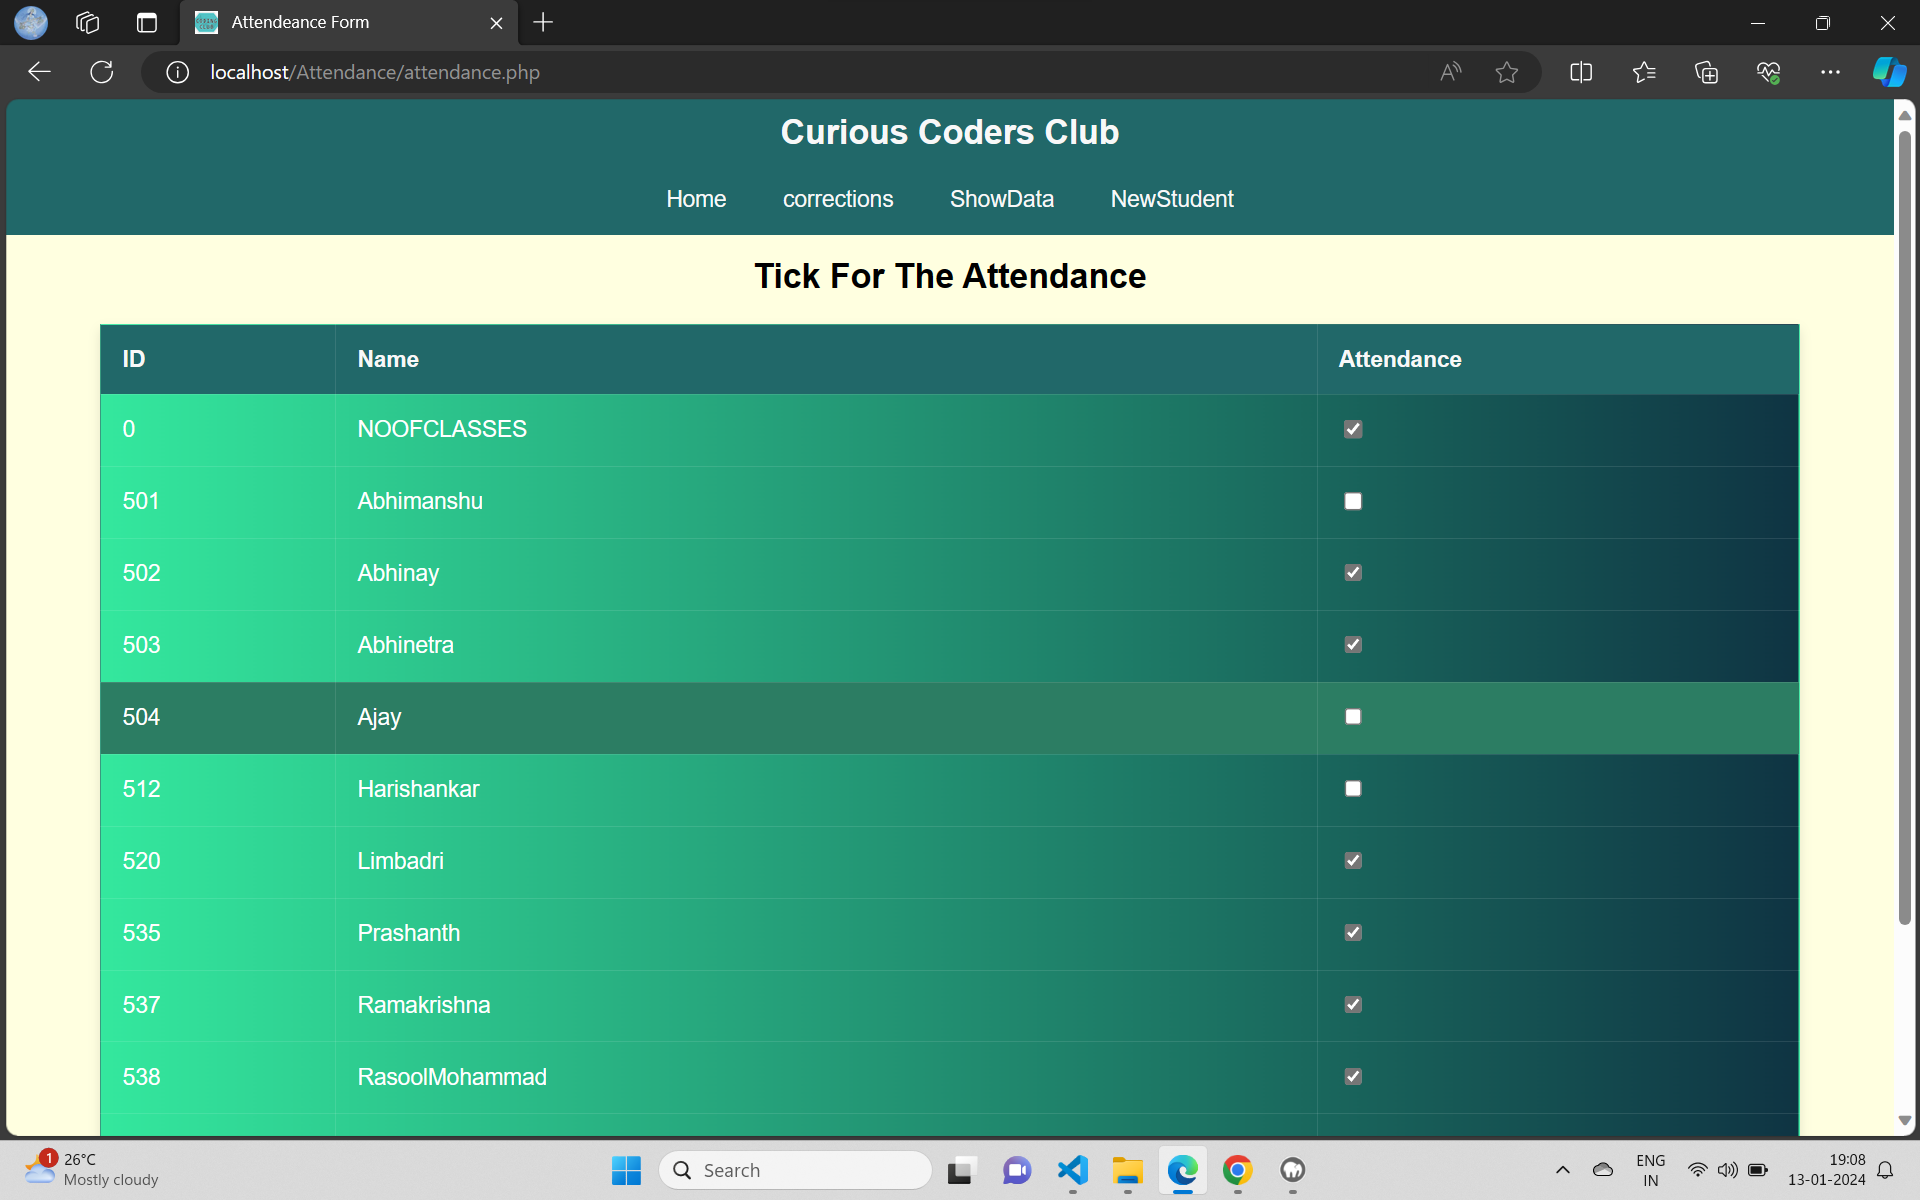 Attendeance Form
localhost/Attendance/attendance.php
Curious Coders Club
Home corrections ShowData NewStudent
Tick For The Attendance
ID Name Attendance
0 NOOFCLASSES
501 Abhimanshu
502 Abhinay
503 Abhinetra
504 Ajay
512 Harishankar
520 Limbadri
535 Prashanth
537 Ramakrishna
538 RasoolMohammad
1
26°C
Mostly cloudy
Search
ENG
IN
19:08
13-01-2024